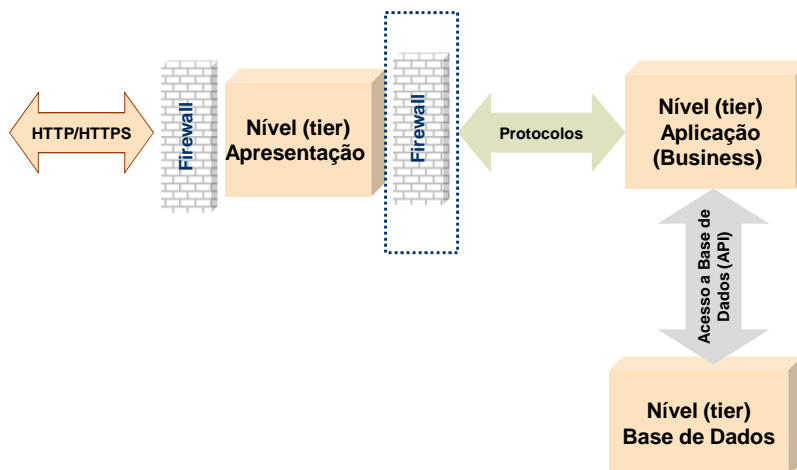 HTTP/HTTPS
Firewall
Nível (tier)
Apresentação
Firewall
Protocolos
Nível (tier)
Aplicação
(Business)
Acesso a Base de
Dados (API)
Nível (tier)
Base de Dados